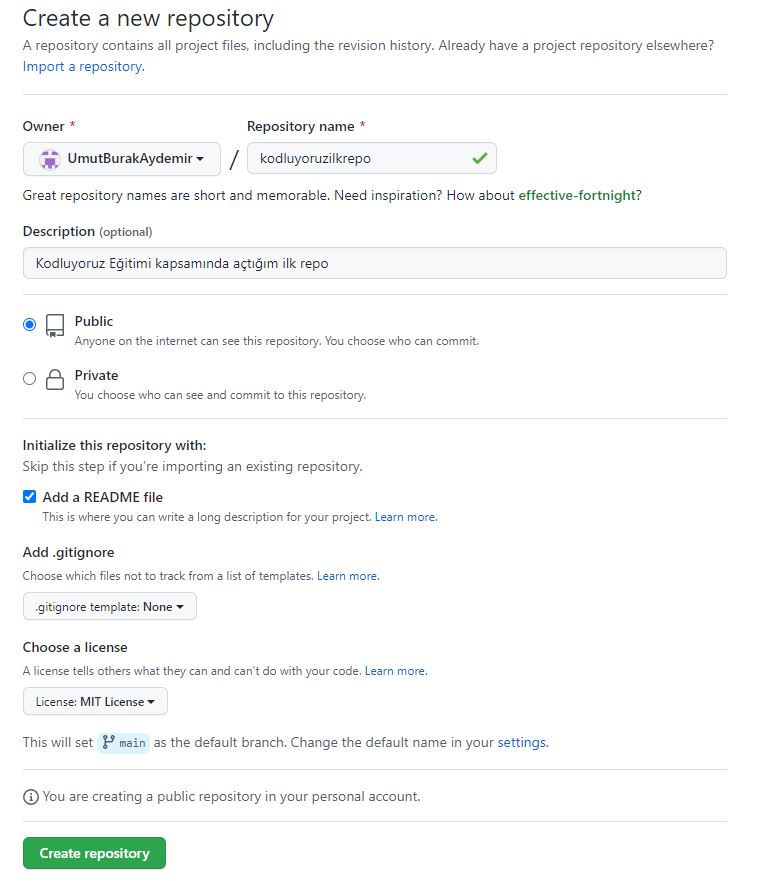 Create a new repository
A repository contains all project files, including the revision history. Already have a project repository elsewhere?
Import a repository.
Owner * Repository name *
UmutBurakAydemir / kodluyoruzilkrepo
Great repository names are short and memorable. Need inspiration? How about effective-fortnight?
Description (optional)
Kodluyoruz Eğitimi kapsamında açtığım ilk repo
Public
Anyone on the internet can see this repository. You choose who can commit.
Private
You choose who can see and commit to this repository.
Initialize this repository with:
Skip this step if you're importing an existing repository.
Add a README file
This is where you can write a long description for your project. Learn more.
Add .gitignore
Choose which files not to track from a list of templates. Learn more.
.gitignore template: None
Choose a license
A license tells others what they can and can't do with your code. Learn more.
License: MIT License
This will set main as the default branch. Change the default name in your settings.
You are creating a public repository in your personal account.
Create repository